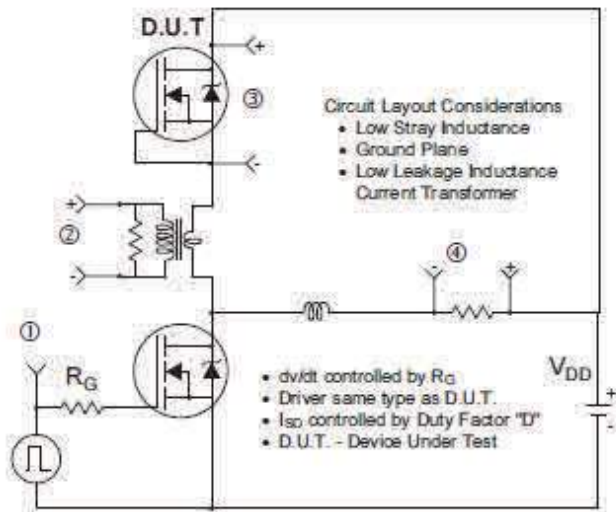 D.U.T
+
③
-
Circuit Layout Considerations
• Low Stray Inductance
• Ground Plane
• Low Leakage Inductance
Current Transformer
+
②
-
④
- +
①
RG
VDD
+
-
• dv/dt controlled by RG
• Driver same type as D.U.T.
• ISD controlled by Duty Factor "D"
• D.U.T. - Device Under Test